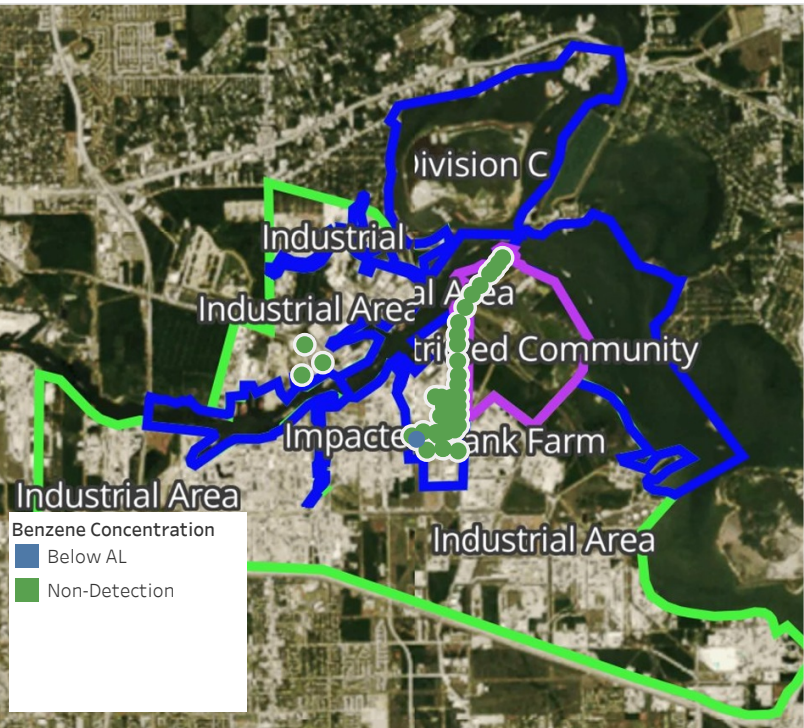 Division C
Industrial
Industrial Area
al Area
tricted Community
Impacte
ank Farm
Industrial Area
Industrial Area
Benzene Concentration
Below AL
Non-Detection